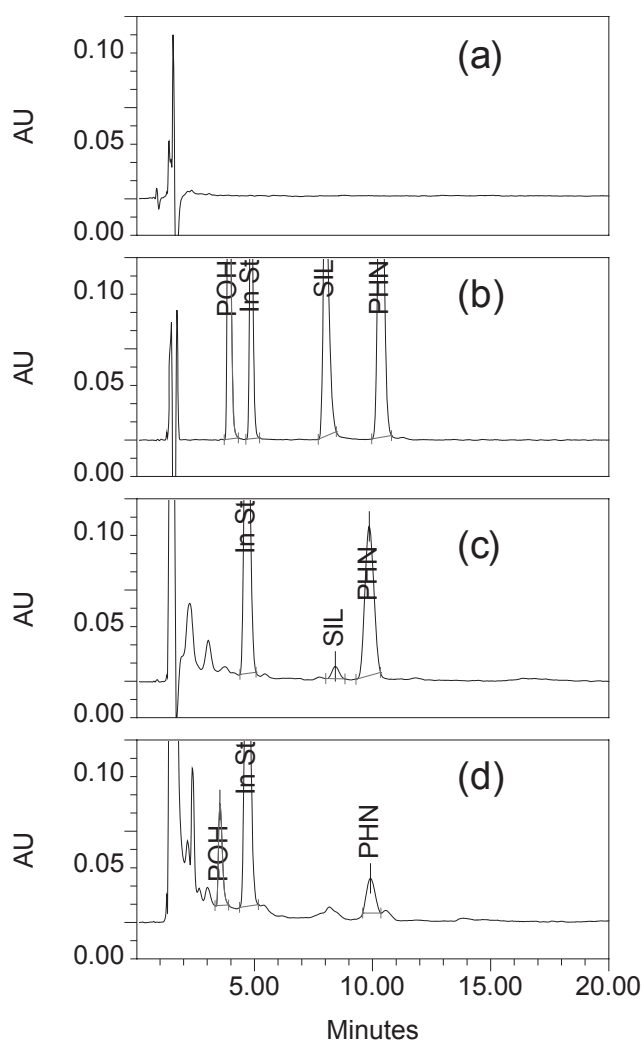 (a)
0.10
AU
0.05
0.00
POH
In St
SIL
PHN
(b)
0.10
AU
0.05
0.00
In St
SIL
PHN
(c)
0.10
AU
0.05
0.00
POH
In St
PHN
(d)
0.10
AU
0.05
0.00
5.00 10.00 15.00 20.00
Minutes